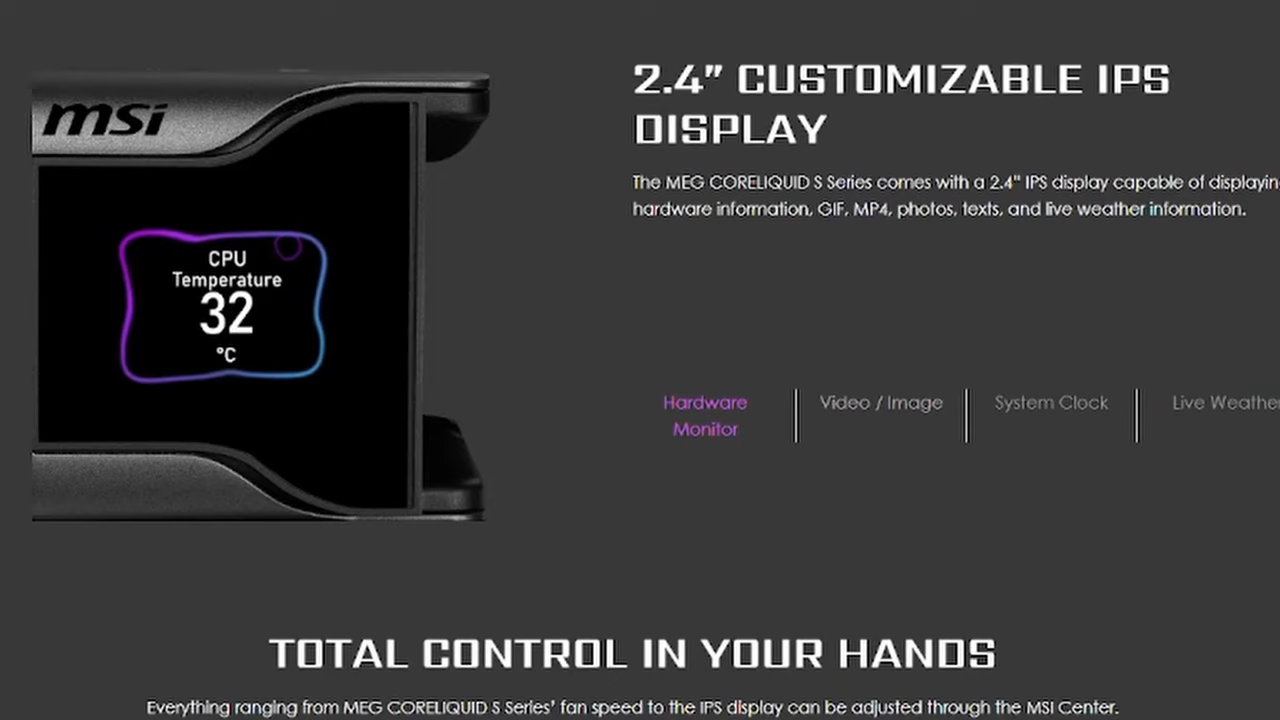 msi
CPU
Temperature
32
°C
2.4" CUSTOMIZABLE IPS
DISPLAY
The MEG CORELIQUID S Series comes with a 2.4" IPS display capable of displayin
hardware information, GIF, MP4, photos, texts, and live weather information.
Hardware
Monitor
Video / Image
System Clock
Live Weathe
TOTAL CONTROL IN YOUR HANDS
Everything ranging from MEG CORELIQUID S Series' fan speed to the IPS display can be adjusted through the MSI Center.